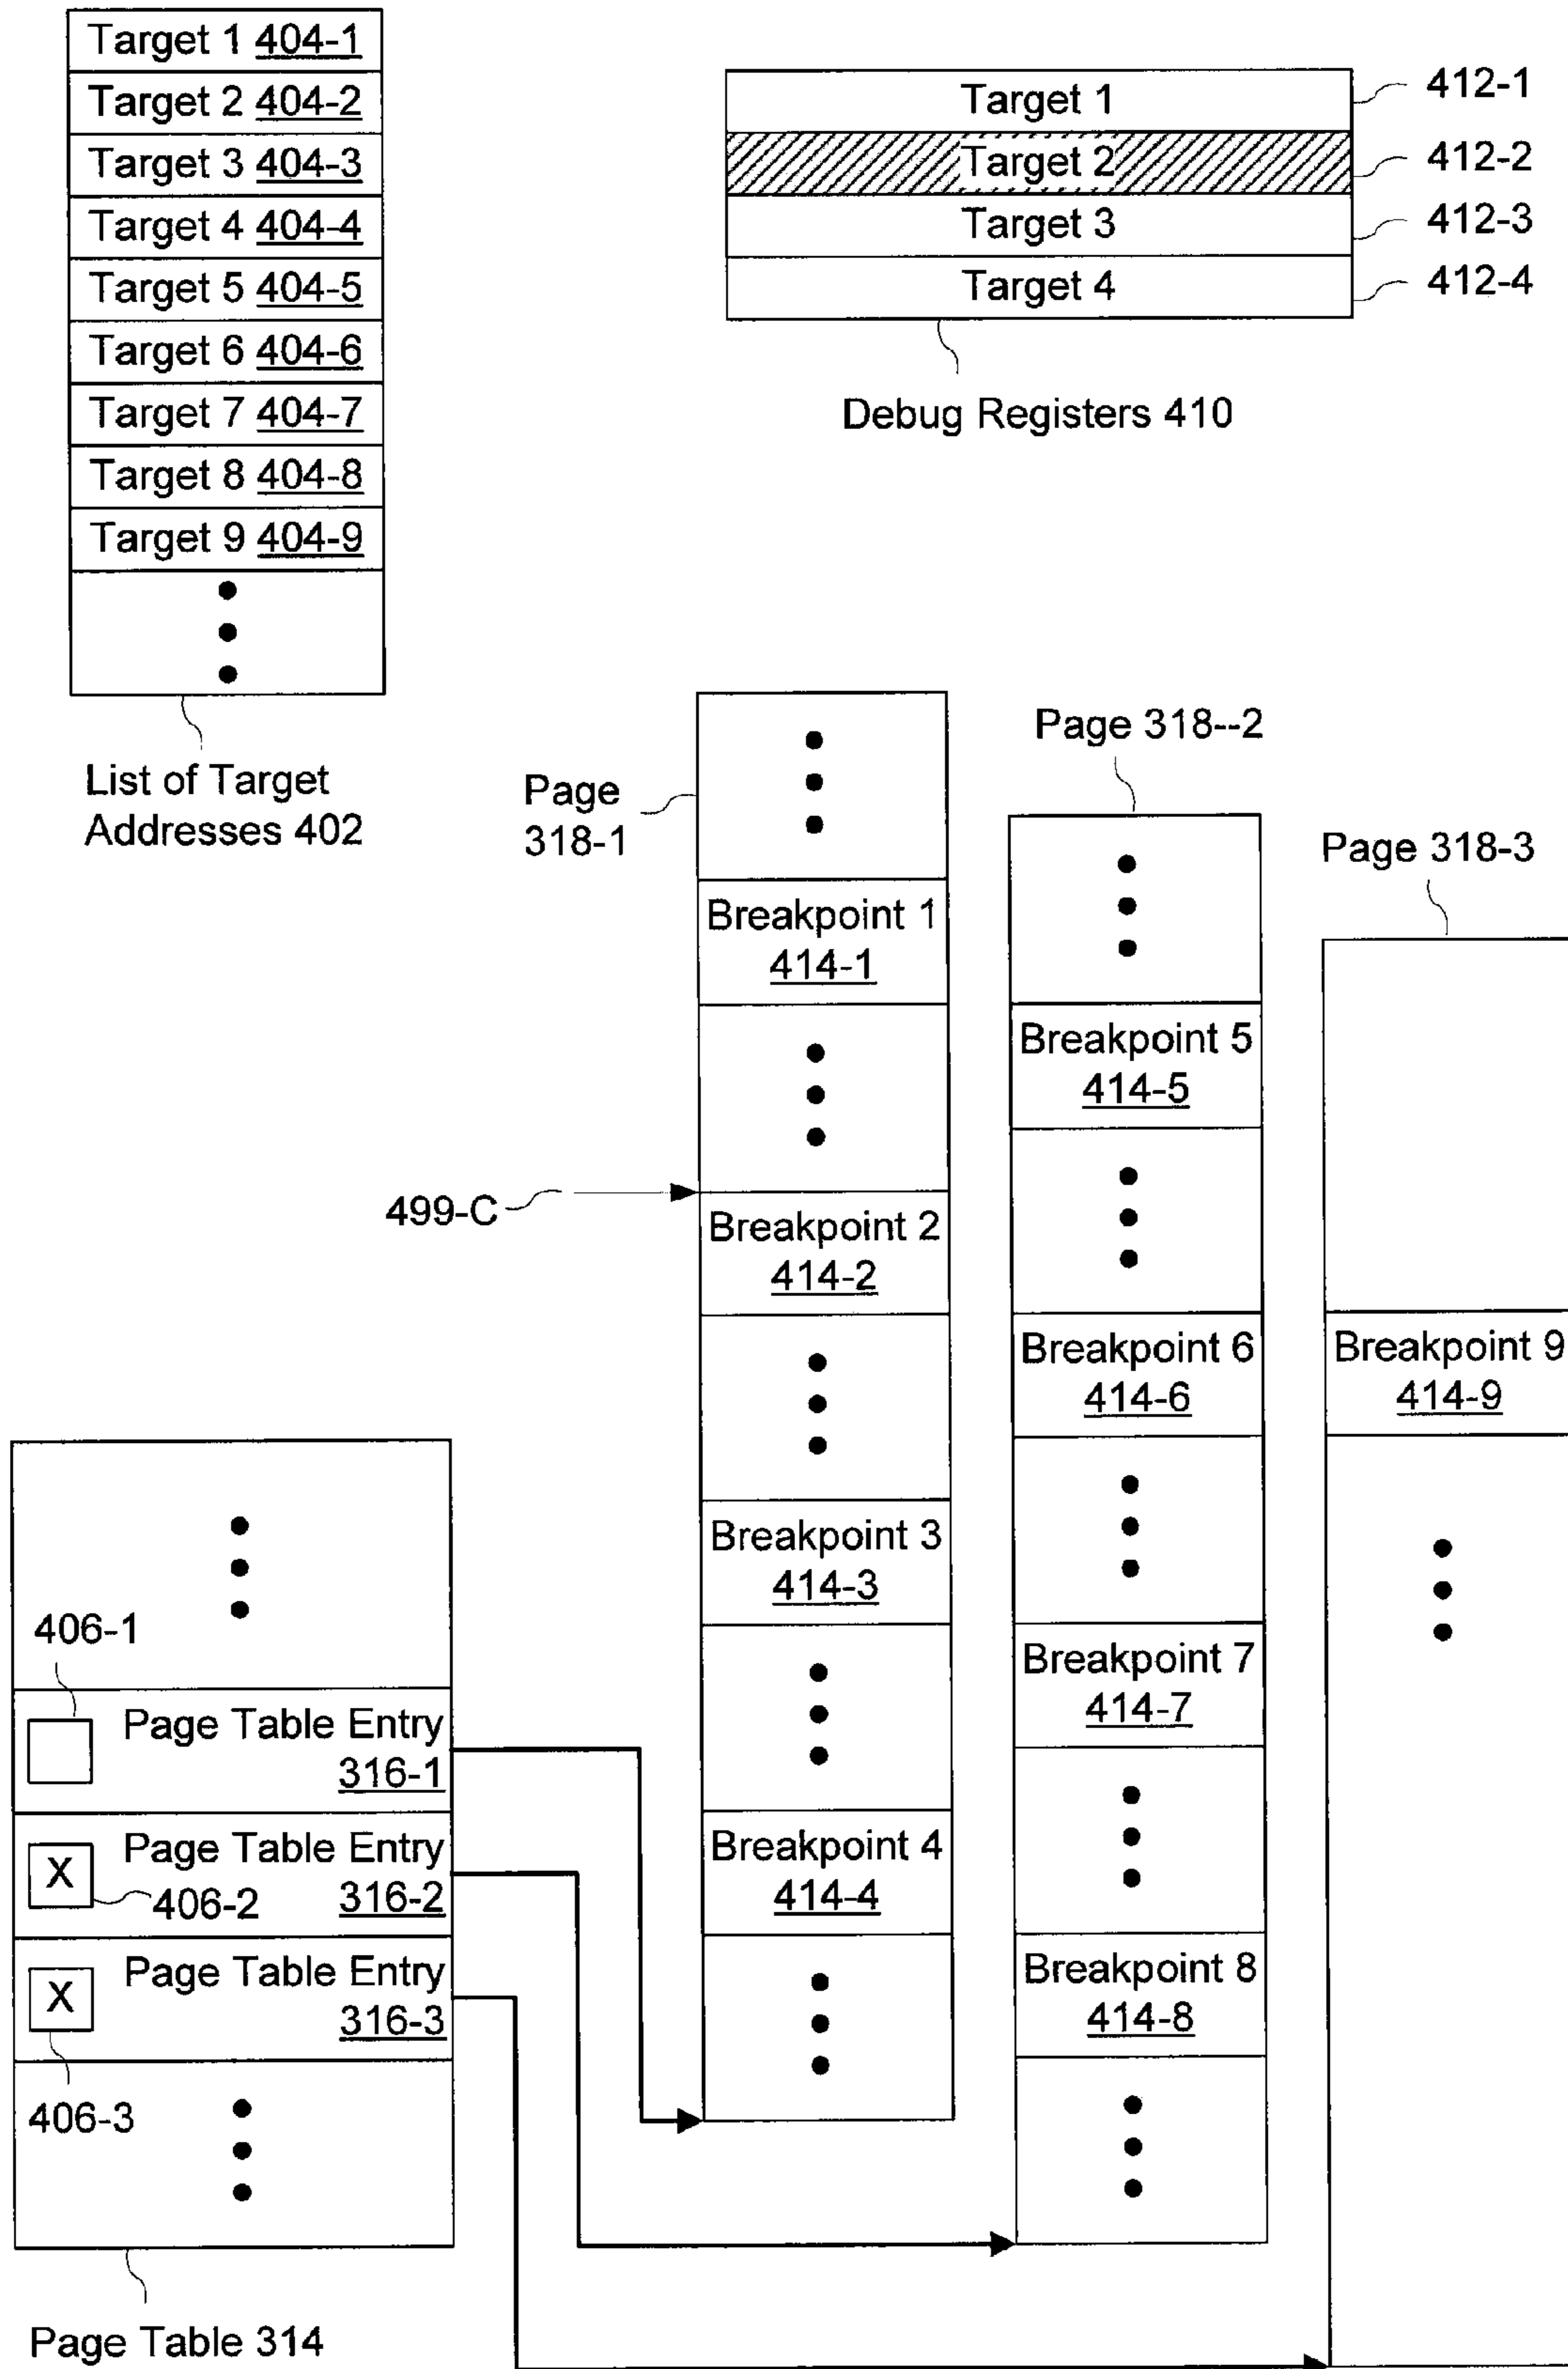 Target 1 404-1
Target 2 404-2
Target 3 404-3
Target 4 404-4
Target 5 404-5
Target 6 404-6
Target 7 404-7
Target 8 404-8
Target 9 404-9
List of Target
Addresses 402
Target 1
412-1
Target 2
412-2
Target 3
412-3
Target 4
412-4
Debug Registers 410
Page
318-1
Breakpoint 1
414-1
499-C
Breakpoint 2
414-2
Breakpoint 3
414-3
Breakpoint 4
414-4
Page 318--2
Breakpoint 5
414-5
Breakpoint 6
414-6
Breakpoint 7
414-7
Breakpoint 8
414-8
Page 318-3
Breakpoint 9
414-9
406-1
Page Table Entry
316-1
X
Page Table Entry
406-2
316-2
X
Page Table Entry
316-3
406-3
Page Table 314